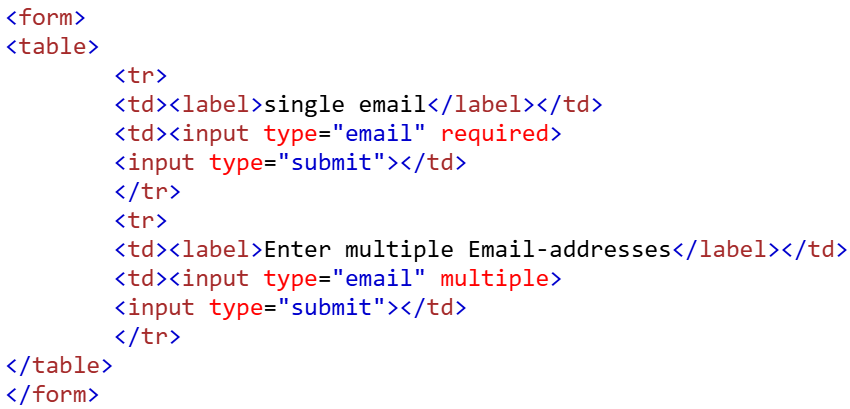 <form>
<table>
<tr>
<td><label>single email</label></td>
<td><input type="email" required>
<input type="submit"></td>
</tr>
<tr>
<td><label>Enter multiple Email-addresses</label></td>
<td><input type="email" multiple>
<input type="submit"></td>
</tr>
</table>
</form>